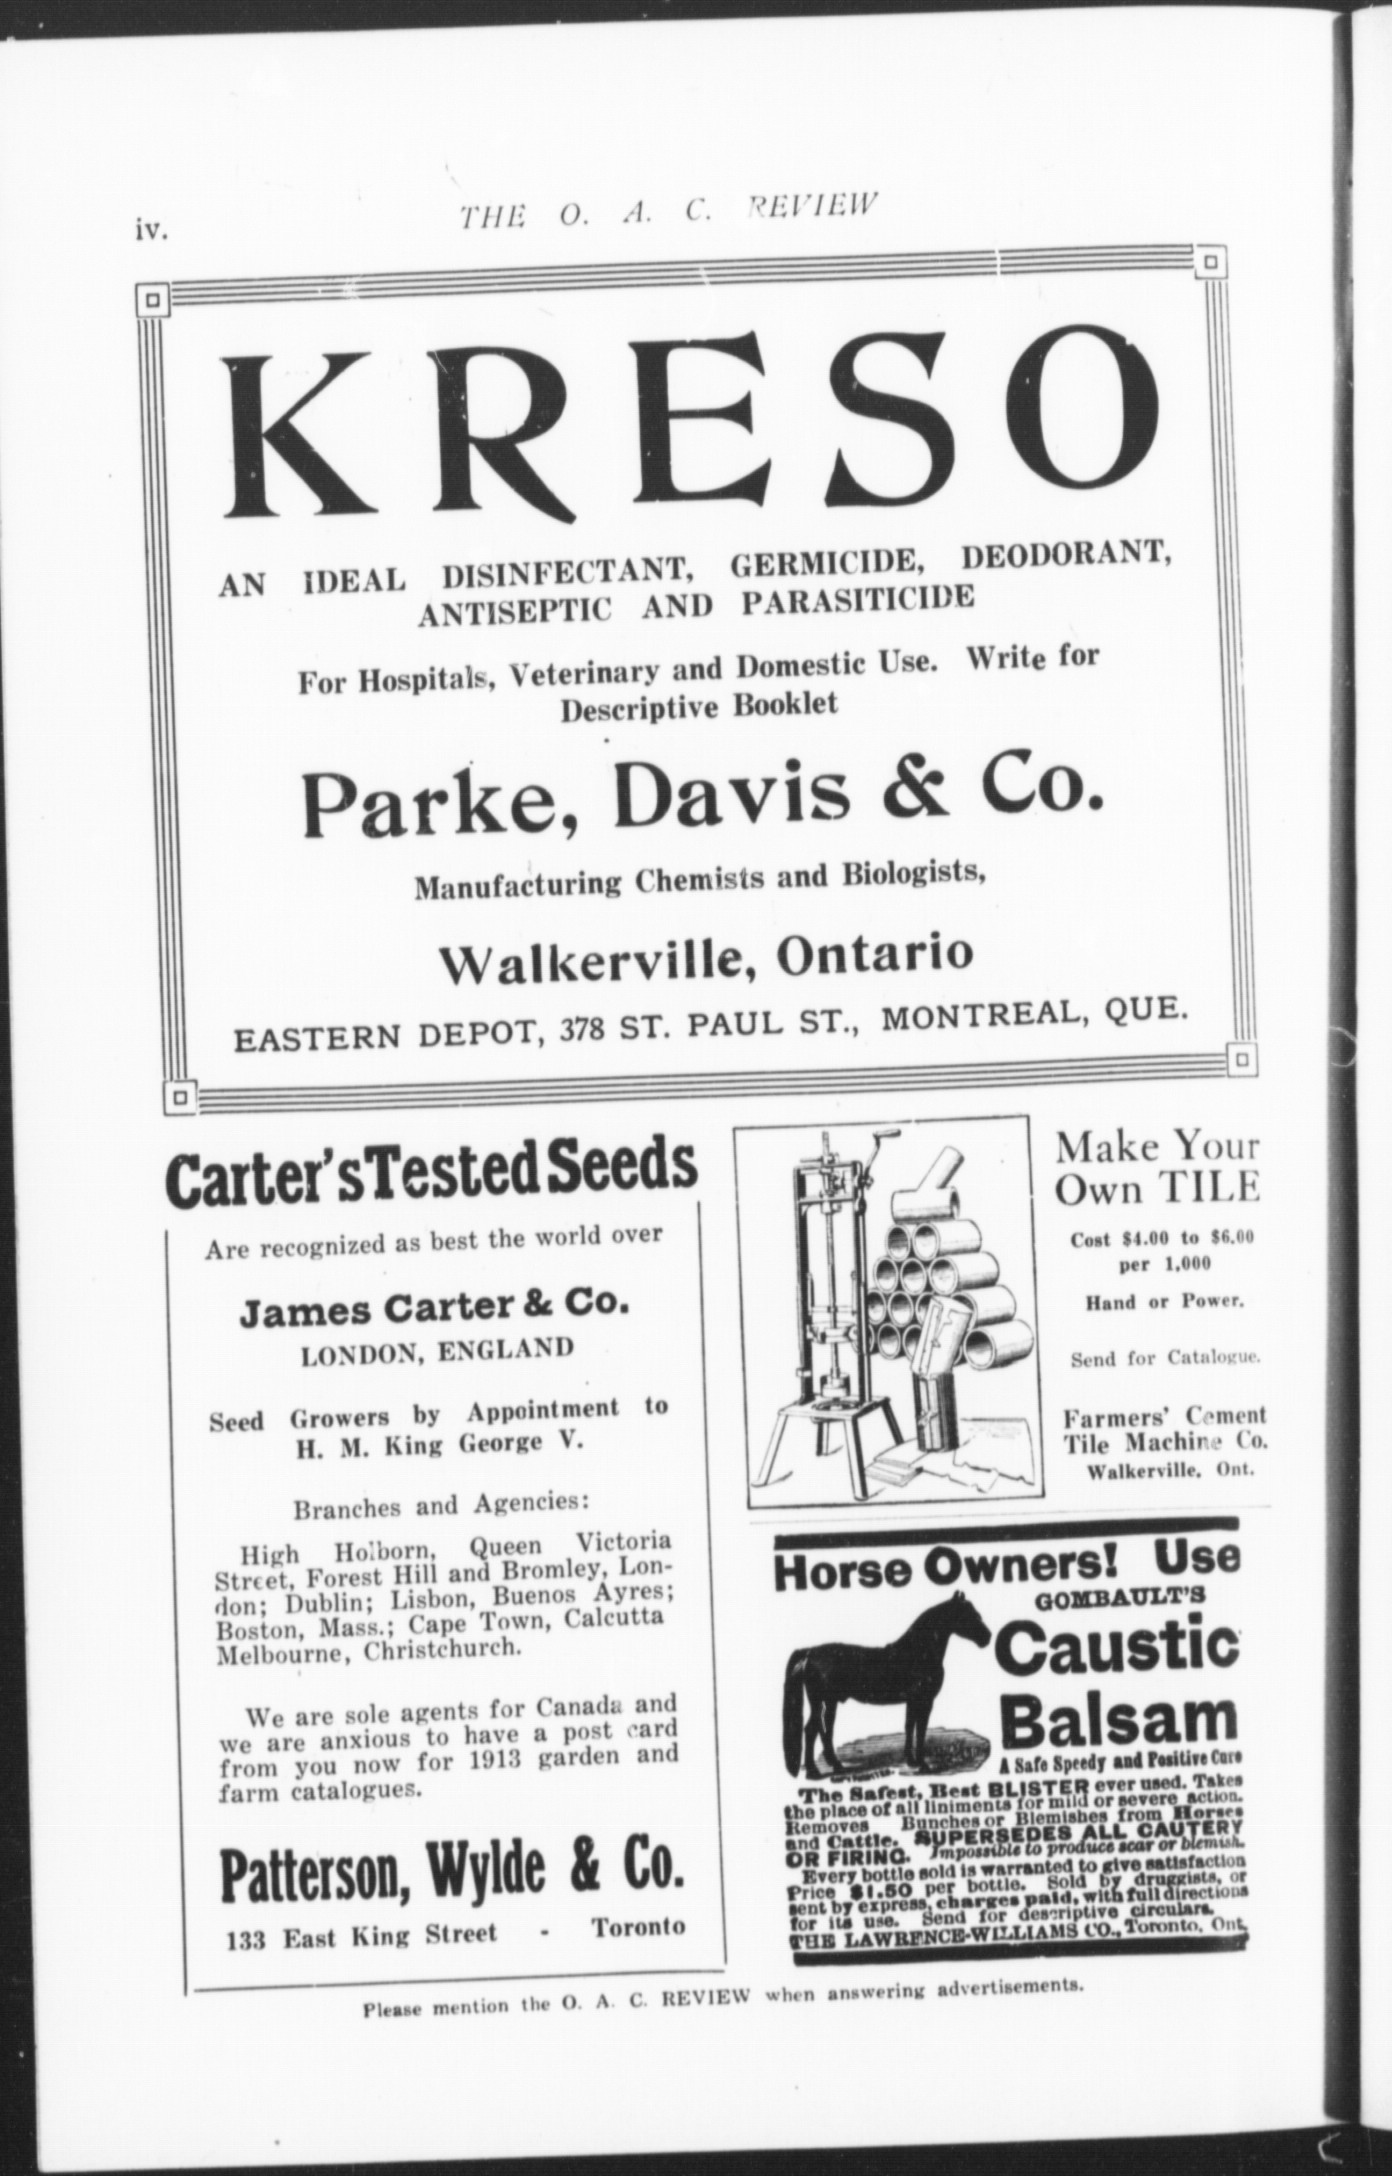 iv.
THE O. A. C. REVIEW
KRESO
AN IDEAL DISINFECTANT, GERMICIDE, DEODORANT,
ANTISEPTIC AND PARASITICIDE
For Hospitals, Veterinary and Domestic Use. Write for
Descriptive Booklet
Parke, Davis & Co.
Manufacturing Chemists and Biologists,
Walkerville, Ontario
EASTERN DEPOT, 378 ST. PAUL ST., MONTREAL, QUE.
Carter's Tested Seeds
Are recognized as best the world over
James Carter & Co.
LONDON, ENGLAND
Seed Growers by Appointment to
H. M. King George V.
Branches and Agencies:
High Holborn, Queen Victoria
Street, Forest Hill and Bromley, Lon-
don; Dublin; Lisbon, Buenos Ayres;
Boston, Mass.; Cape Town, Calcutta
Melbourne, Christchurch.
We are sole agents for Canada and
we are anxious to have a post card
from you now for 1913 garden and
farm catalogues.
Patterson, Wylde & Co.
133 East King Street - Toronto
Make Your
Own TILE
Cost $4.00 to $6.00
per 1,000
Hand or Power.
Send for Catalogue.
Farmers' Cement
Tile Machine Co.
Walkerville, Ont.
Horse Owners! Use
GOMBAULT'S
Caustic
Balsam
A Safe Speedy and Positive Cure
The Safest, Best BLISTER ever used. Takes
the place of all liniments for mild or severe action.
Removes Bunches or Blemishes from Horses
and Cattle. SUPERSEDES ALL CAUTERY
OR FIRING. Impossible to produce scar or blemish.
Every bottle sold is warranted to give satisfaction
Price $1.50 per bottle. Sold by druggists, or
sent by express, charges paid, with full directions
for its use. Send for descriptive circulars.
THE LAWRENCE-WILLIAMS CO., Toronto, Ont.
Please mention the O. A. C. REVIEW when answering advertisements.